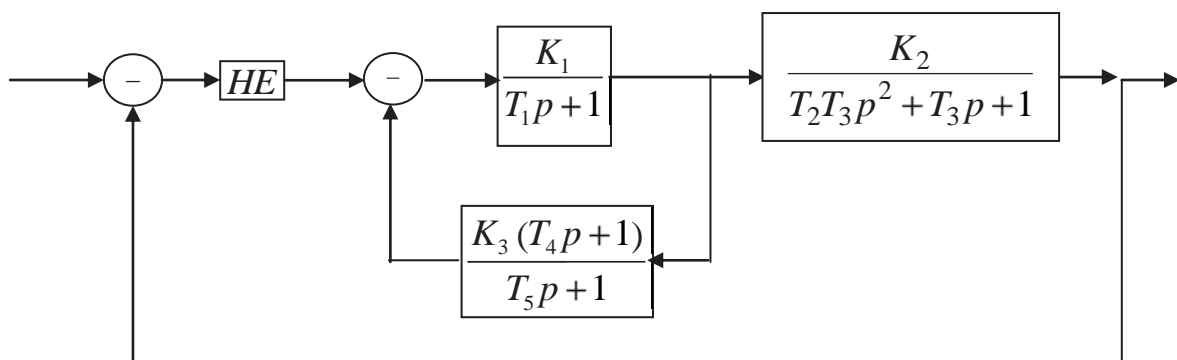 −
HE
−
K₁
T₁p + 1
K₂
T₂T₃p² + T₃p + 1
K₃(T₄p + 1)
T₅p + 1